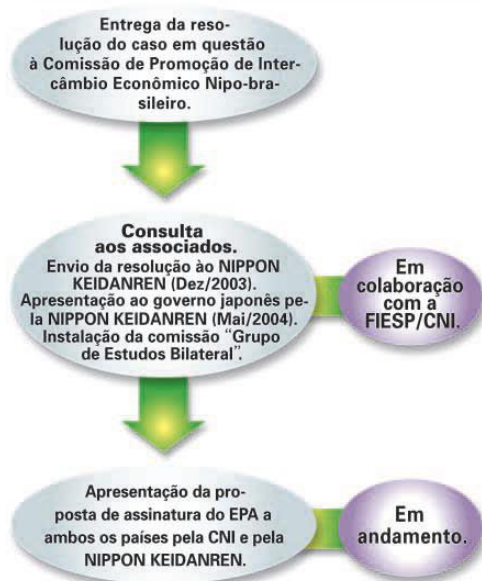 Entrega da reso-
lução do caso em questão
à Comissão de Promoção de Inter-
câmbio Econômico Nipo-bra-
sileiro.
Consulta
aos associados.
Envio da resolução ào NIPPON
KEIDANREN (Dez/2003).
Apresentação ao governo japonês pe-
la NIPPON KEIDANREN (Mai/2004).
Instalação da comissão “Grupo
de Estudos Bilateral”.
Em
colaboração
com a
FIESP/CNI.
Apresentação da pro-
posta de assinatura do EPA a
ambos os países pela CNI e pela
NIPPON KEIDANREN.
Em
andamento.